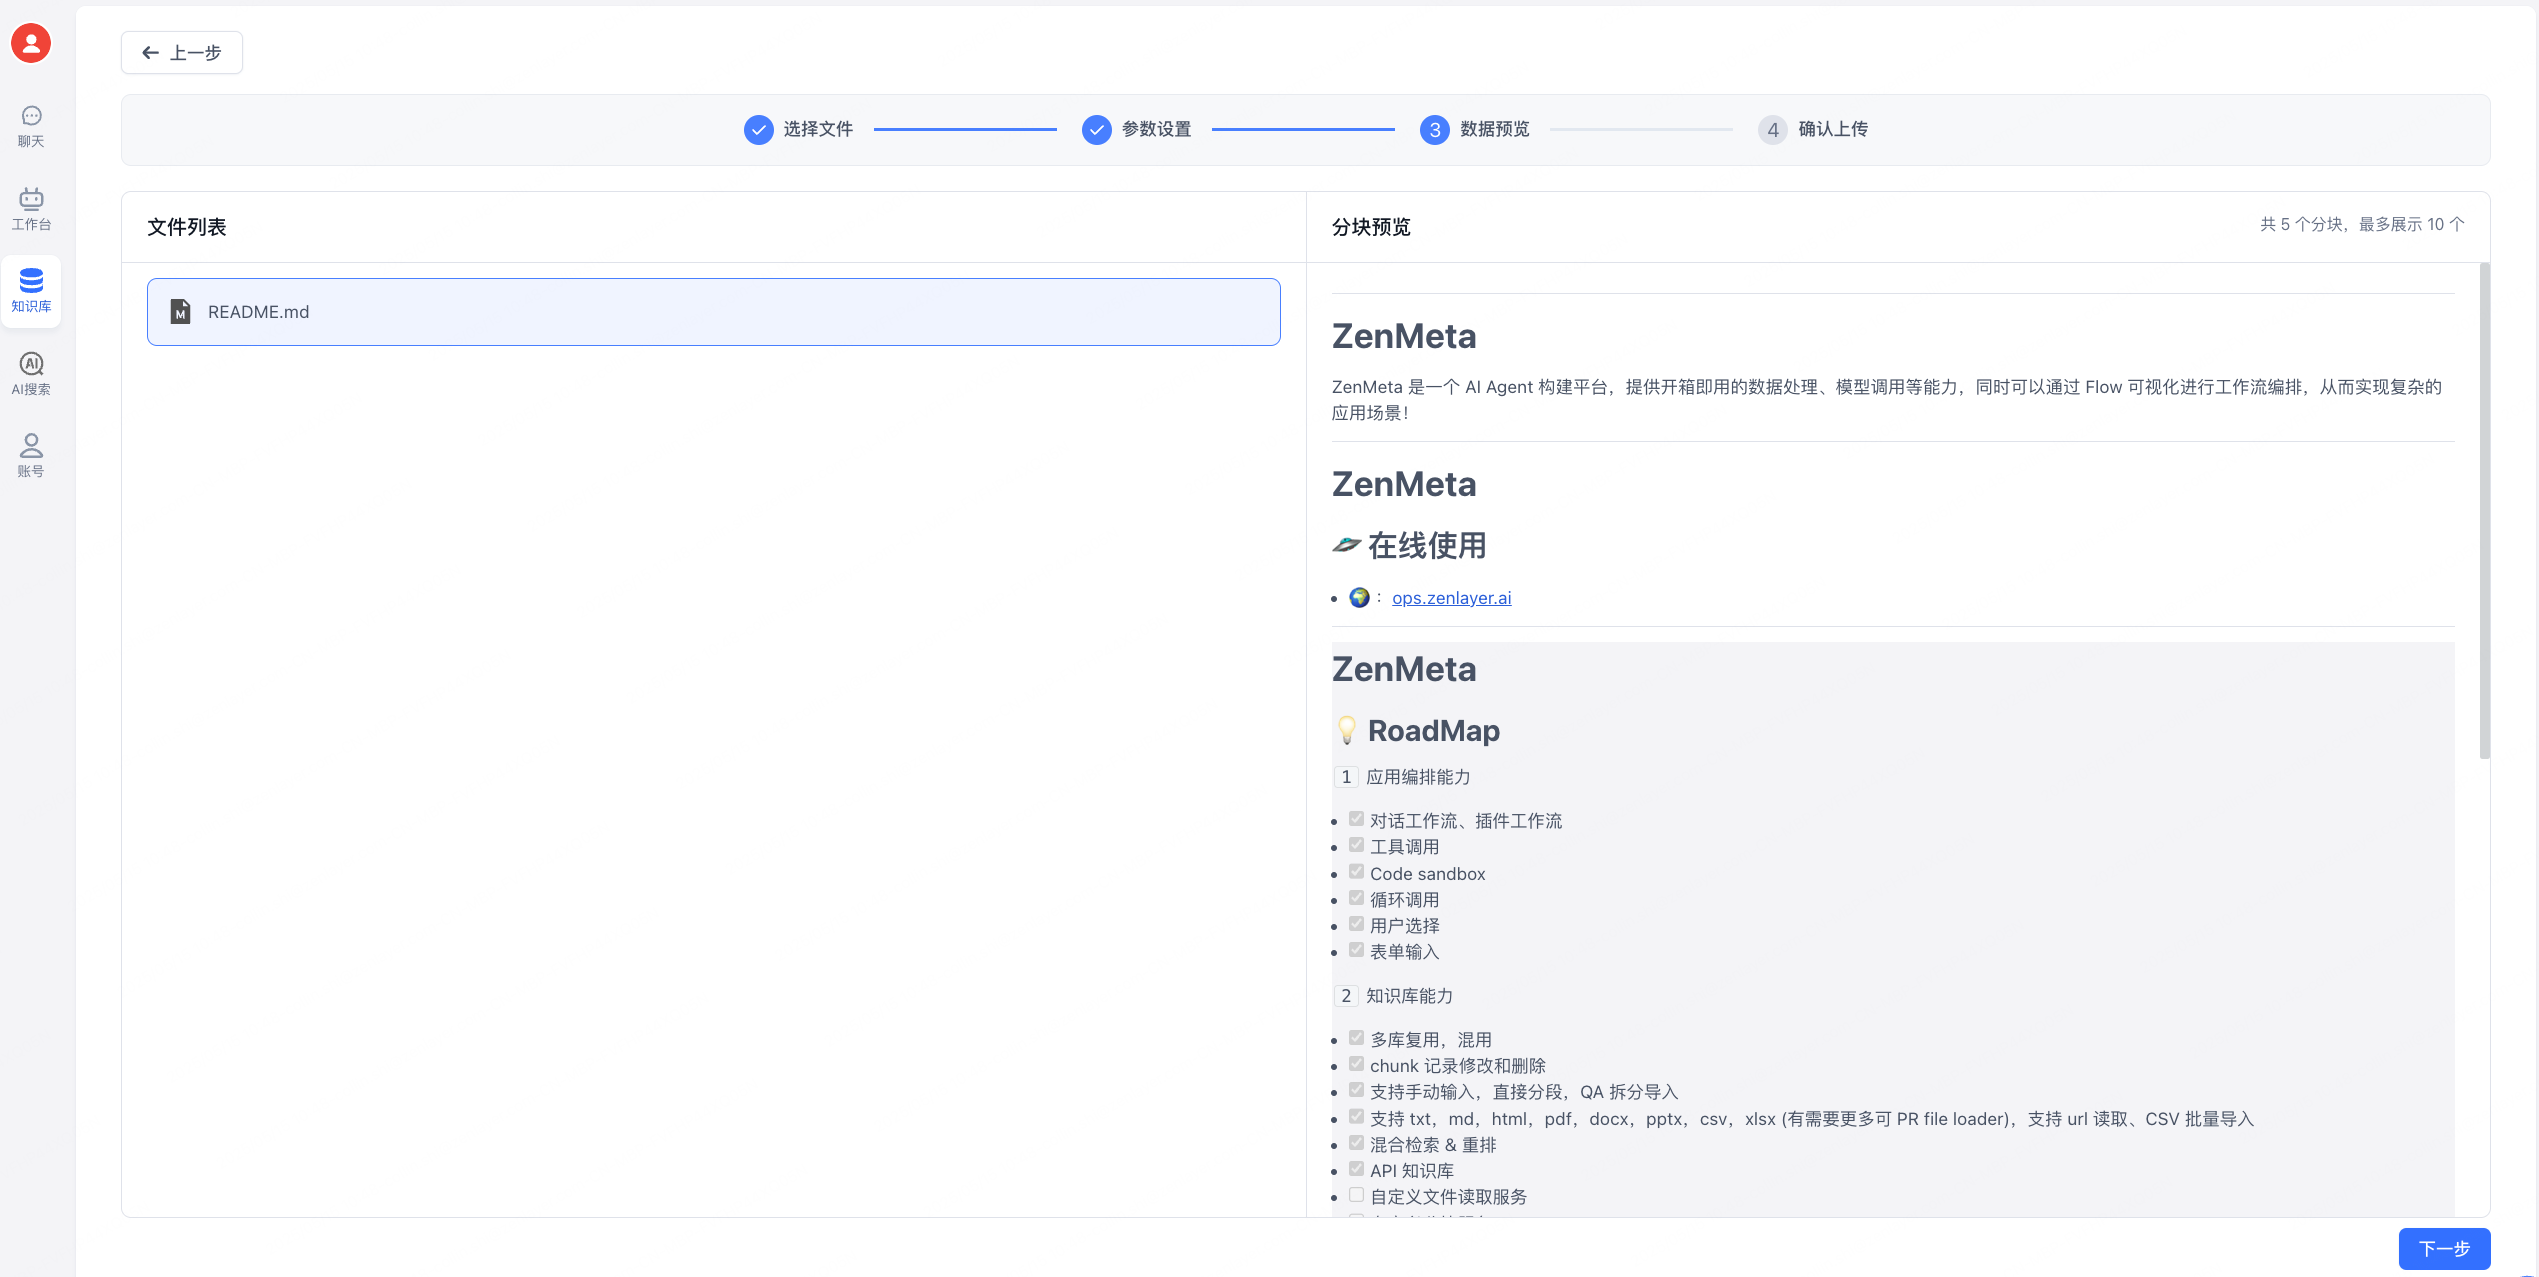 上一步
选择文件
参数设置
3 数据预览
4 确认上传
聊天
工作台
知识库
AI搜索
账号
文件列表
M README.md
分块预览
共 5 个分块，最多展示 10 个
ZenMeta
ZenMeta 是一个 AI Agent 构建平台，提供开箱即用的数据处理、模型调用等能力，同时可以通过 Flow 可视化进行工作流编排，从而实现复杂的
应用场景！
ZenMeta
🛸 在线使用
🌍： ops.zenlayer.ai
ZenMeta
💡 RoadMap
1 应用编排能力
对话工作流、插件工作流
工具调用
Code sandbox
循环调用
用户选择
表单输入
2 知识库能力
多库复用，混用
chunk 记录修改和删除
支持手动输入，直接分段，QA 拆分导入
支持 txt，md，html，pdf，docx，pptx，csv，xlsx (有需要更多可 PR file loader)，支持 url 读取、CSV 批量导入
混合检索 & 重排
API 知识库
自定义文件读取服务
下一步